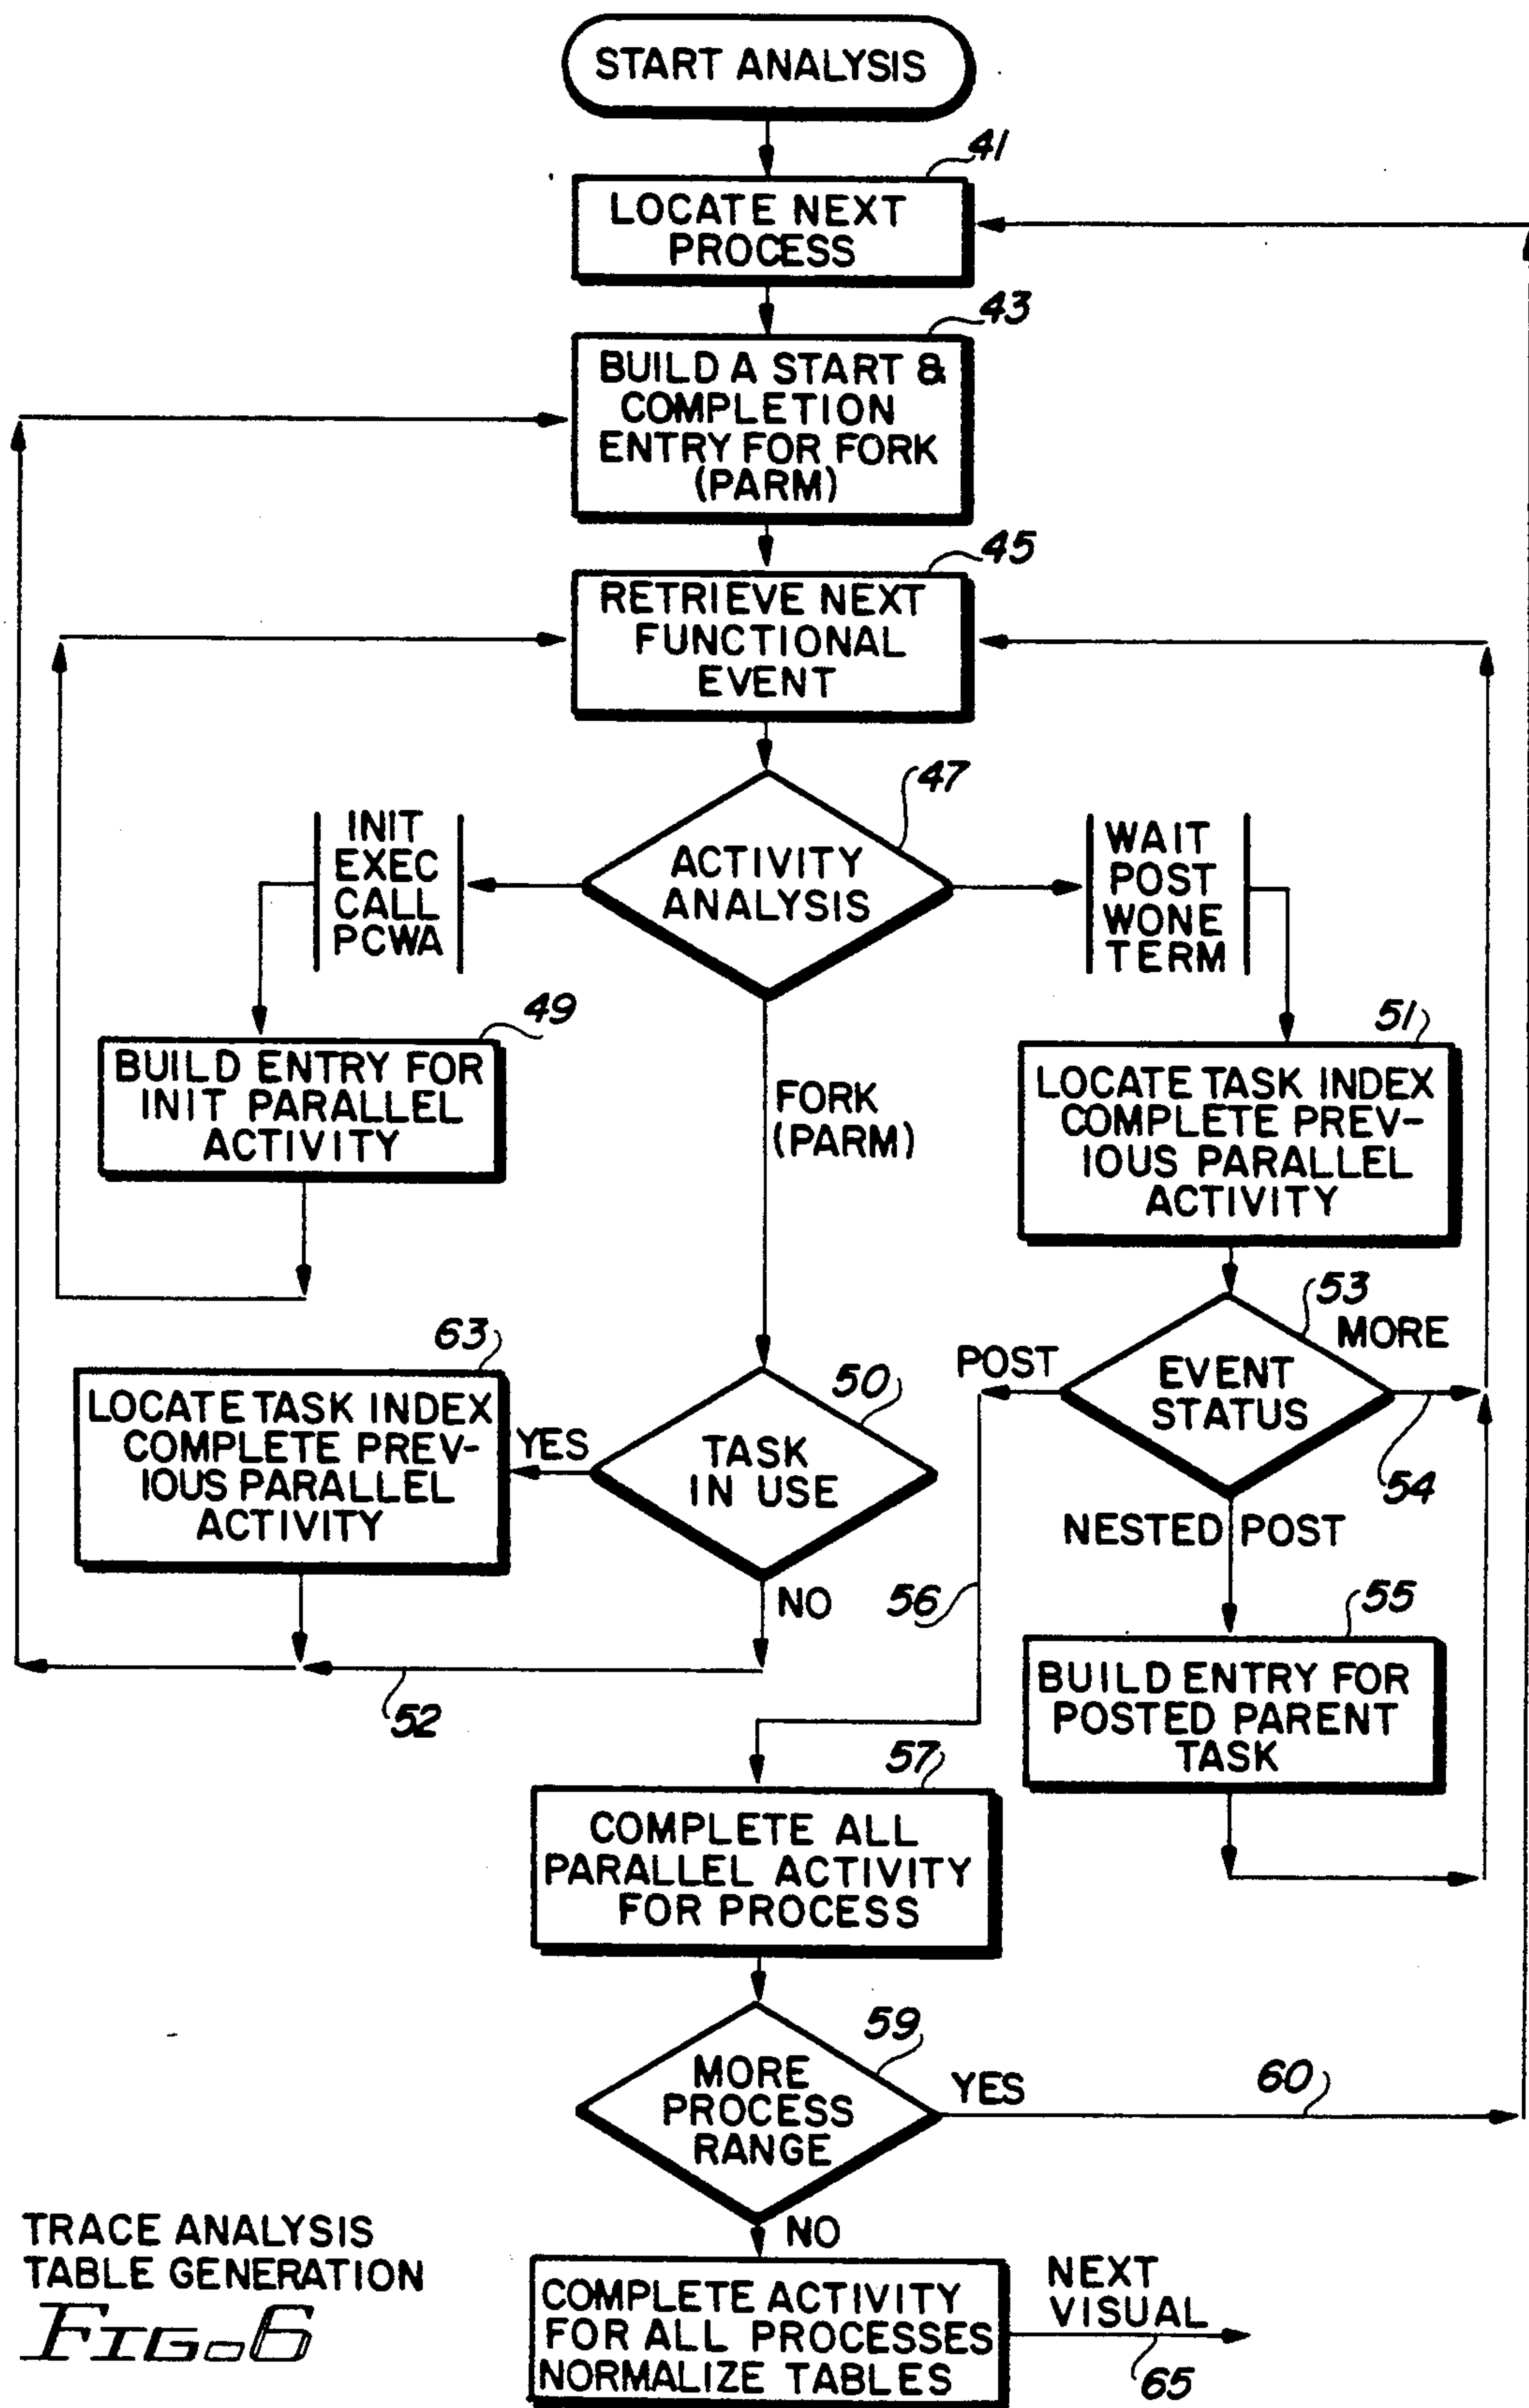 START ANALYSIS
41
LOCATE NEXT
PROCESS
43
BUILD A START &
COMPLETION
ENTRY FOR FORK
(PARM)
45
RETRIEVE NEXT
FUNCTIONAL
EVENT
47
ACTIVITY
ANALYSIS
INIT
EXEC
CALL
PCWA
WAIT
POST
WONE
TERM
49
BUILD ENTRY FOR
INIT PARALLEL
ACTIVITY
FORK
(PARM)
51
LOCATE TASK INDEX
COMPLETE PREV-
IOUS PARALLEL
ACTIVITY
53
MORE
POST
EVENT
STATUS
54
NESTED POST
63
LOCATE TASK INDEX
COMPLETE PREV-
IOUS PARALLEL
ACTIVITY
YES
50
TASK
IN USE
NO
52
56
55
BUILD ENTRY FOR
POSTED PARENT
TASK
57
COMPLETE ALL
PARALLEL ACTIVITY
FOR PROCESS
59
MORE
PROCESS
RANGE
YES
60
NO
COMPLETE ACTIVITY
FOR ALL PROCESSES
NORMALIZE TABLES
NEXT
VISUAL
65
TRACE ANALYSIS
TABLE GENERATION
FIG. 6